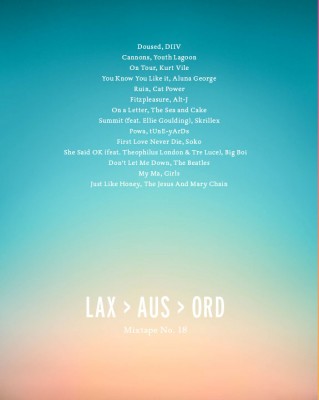 Doused, DIIV
Cannons, Youth Lagoon
On Tour, Kurt Vile
You Know You Like it, Aluna George
Ruin, Cat Power
Fitzpleasure, Alt-J
On a Letter, The Sea and Cake
Summit (feat. Ellie Goulding), Skrillex
Powa, tUnE-yArDs
First Love Never Die, Soko
She Said OK (feat. Theophilus London & Tre Luce), Big Boi
Don't Let Me Down, The Beatles
My Ma, Girls
Just Like Honey, The Jesus And Mary Chain
LAX > AUS > ORD
Mixtape No. 18